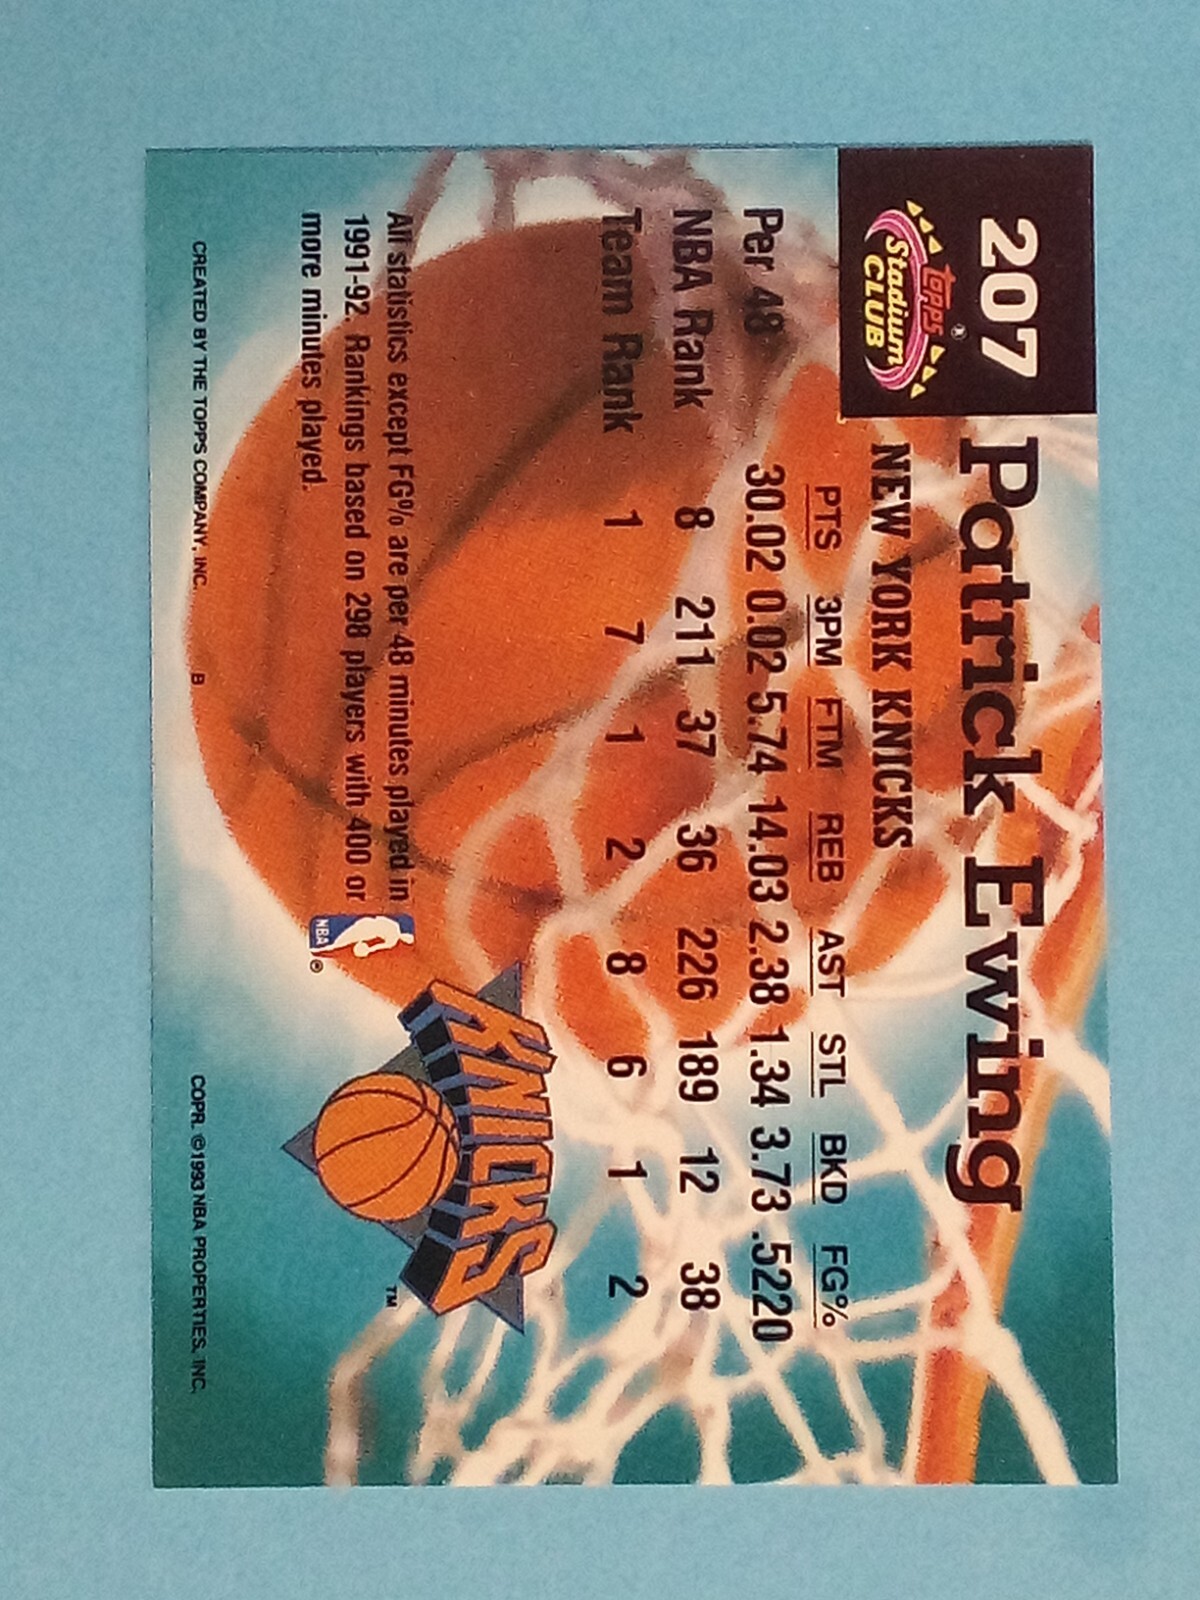 207
Patrick Ewing
topps®
Stadium
CLUB
NEW YORK KNICKS
PTS 3PM FTM REB AST STL BKD FG%
Per 48 30.02 0.02 5.74 14.03 2.38 1.34 3.73 .5220
NBA Rank 8 211 37 36 226 189 12 38
Team Rank 1 7 1 2 8 6 1 2
All statistics except FG% are per 48 minutes played in
1991-92. Rankings based on 298 players with 400 or
more minutes played.
NBA ®
KNICKS
TM
CREATED BY THE TOPPS COMPANY, INC. B COPR. ©1993 NBA PROPERTIES, INC.